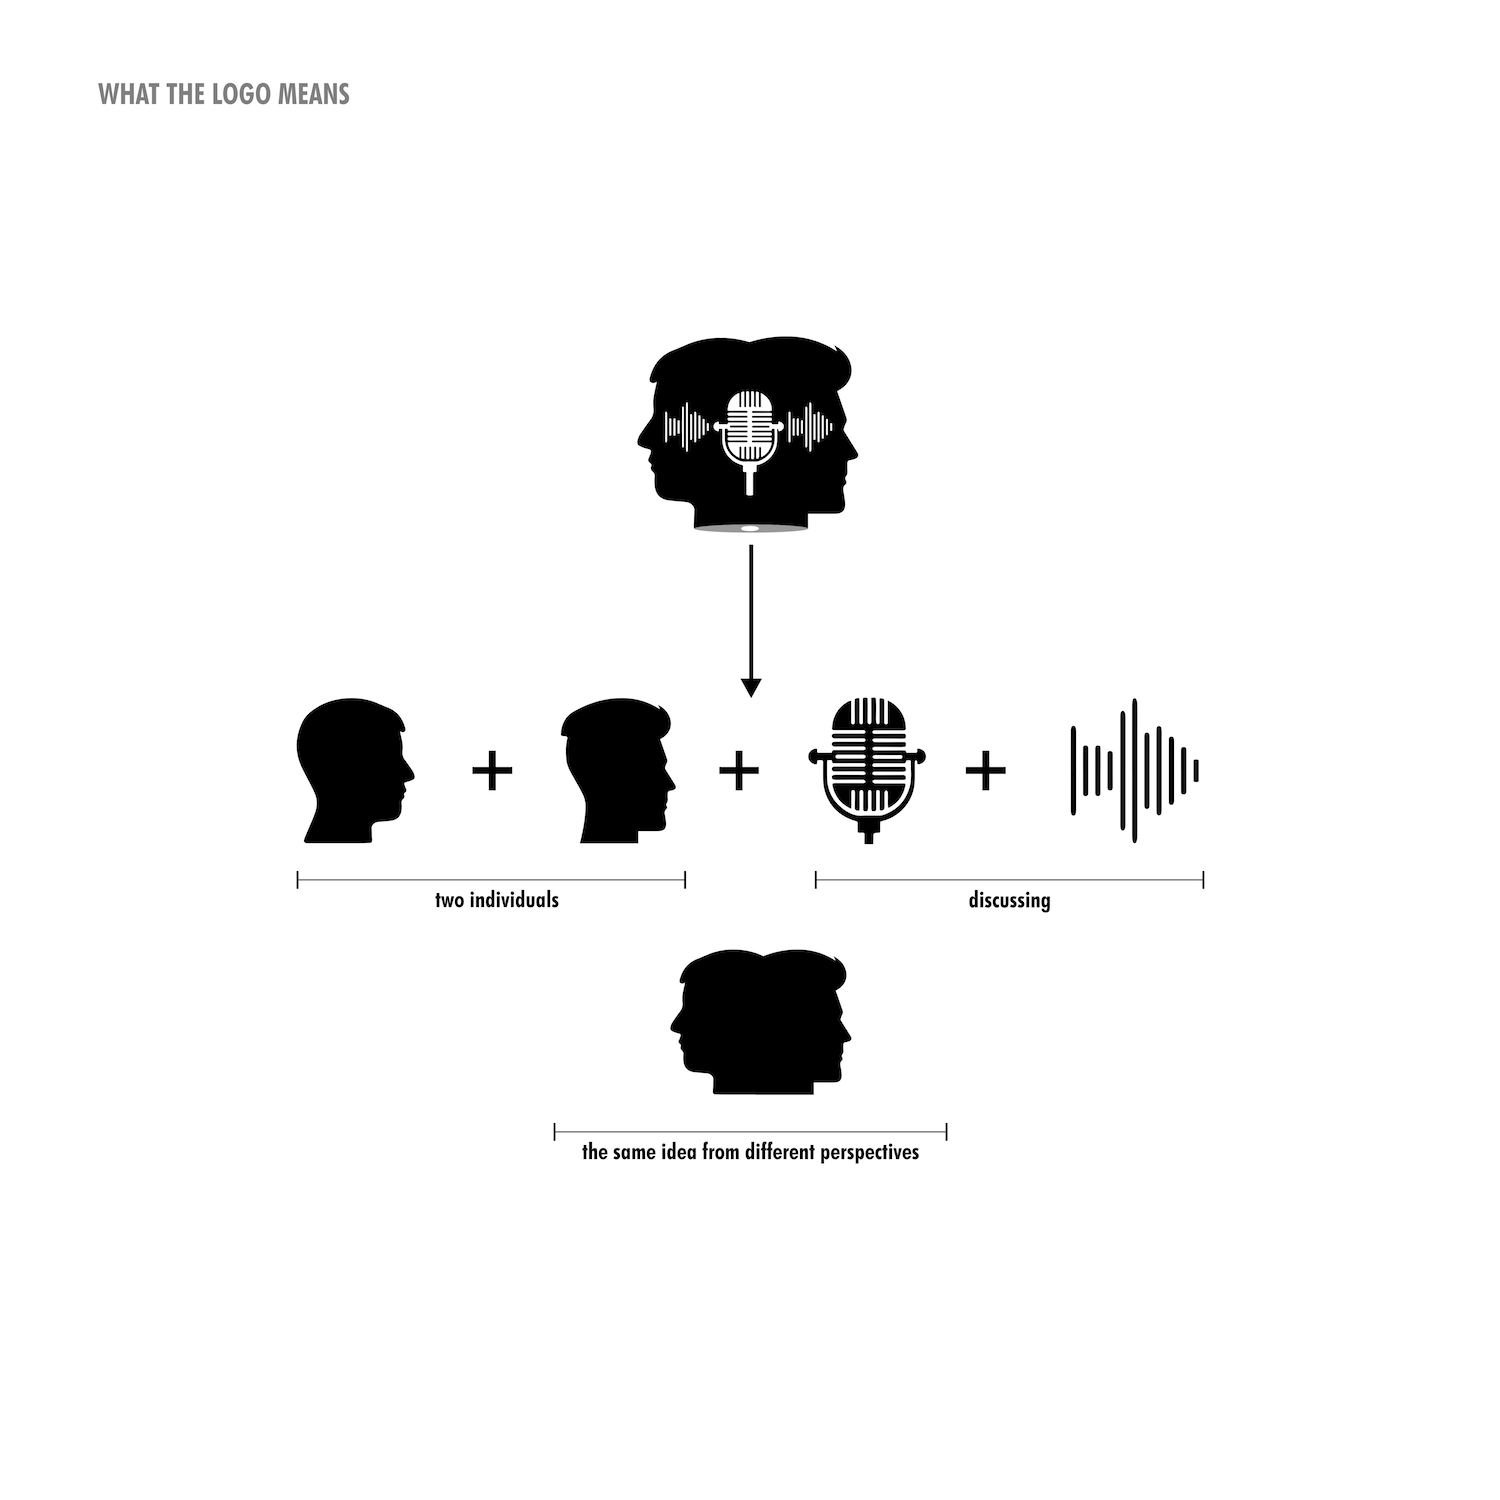 WHAT THE LOGO MEANS
two individuals
discussing
the same idea from different perspectives